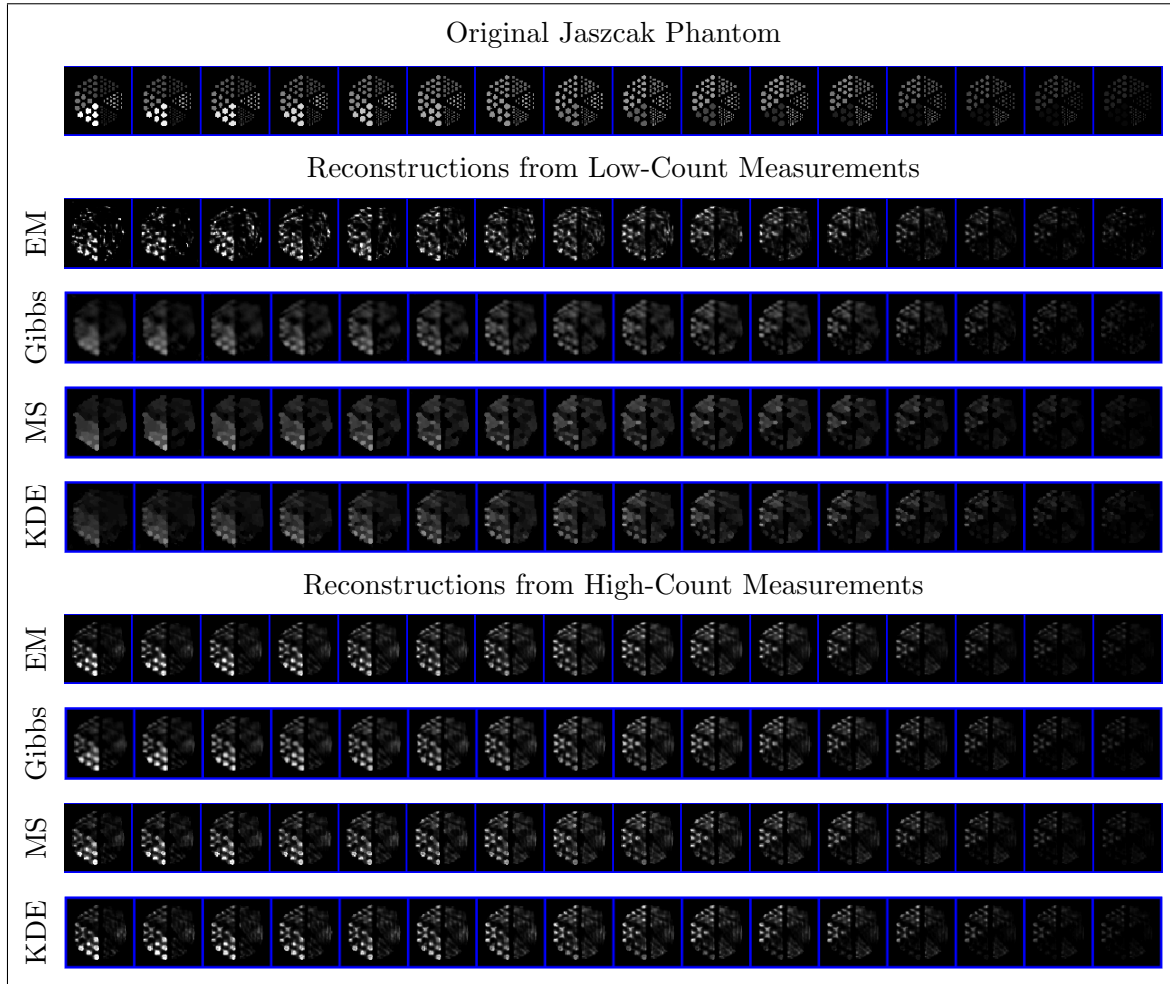 Original Jaszcak Phantom
Reconstructions from Low-Count Measurements
EM
Gibbs
MS
KDE
Reconstructions from High-Count Measurements
EM
Gibbs
MS
KDE